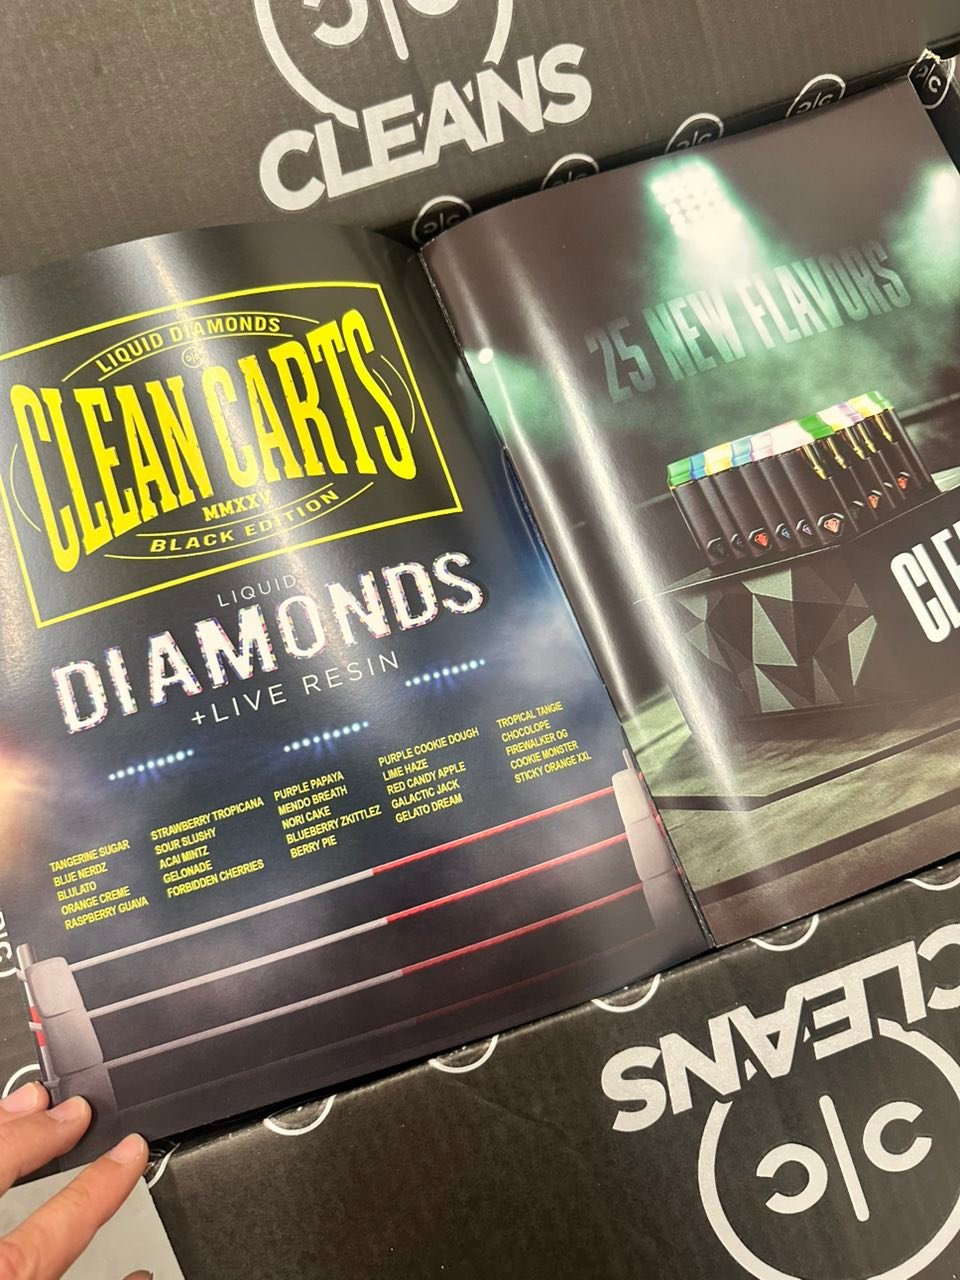 CLEANS
LIQUID DIAMONDS
CLEAN CARTS
MMXXV
BLACK EDITION
LIQUID
DIAMONDS
+LIVE RESIN
TANGERINE SUGAR
BLUE NERDZ
BLULATO
ORANGE CREME
RASPBERRY GUAVA
STRAWBERRY TROPICANA
SOUR SLUSHY
ACAI MINTZ
GELONADE
FORBIDDEN CHERRIES
PURPLE PAPAYA
MENDO BREATH
NORI CAKE
BLUEBERRY ZKITTLEZ
BERRY PIE
PURPLE COOKIE DOUGH
LIME HAZE
RED CANDY APPLE
GALACTIC JACK
GELATO DREAM
TROPICAL TANGIE
CHOCOLOPE
FIREWALKER OG
COOKIE MONSTER
STICKY ORANGE XXL
25 NEW FLAVORS
CLEANS